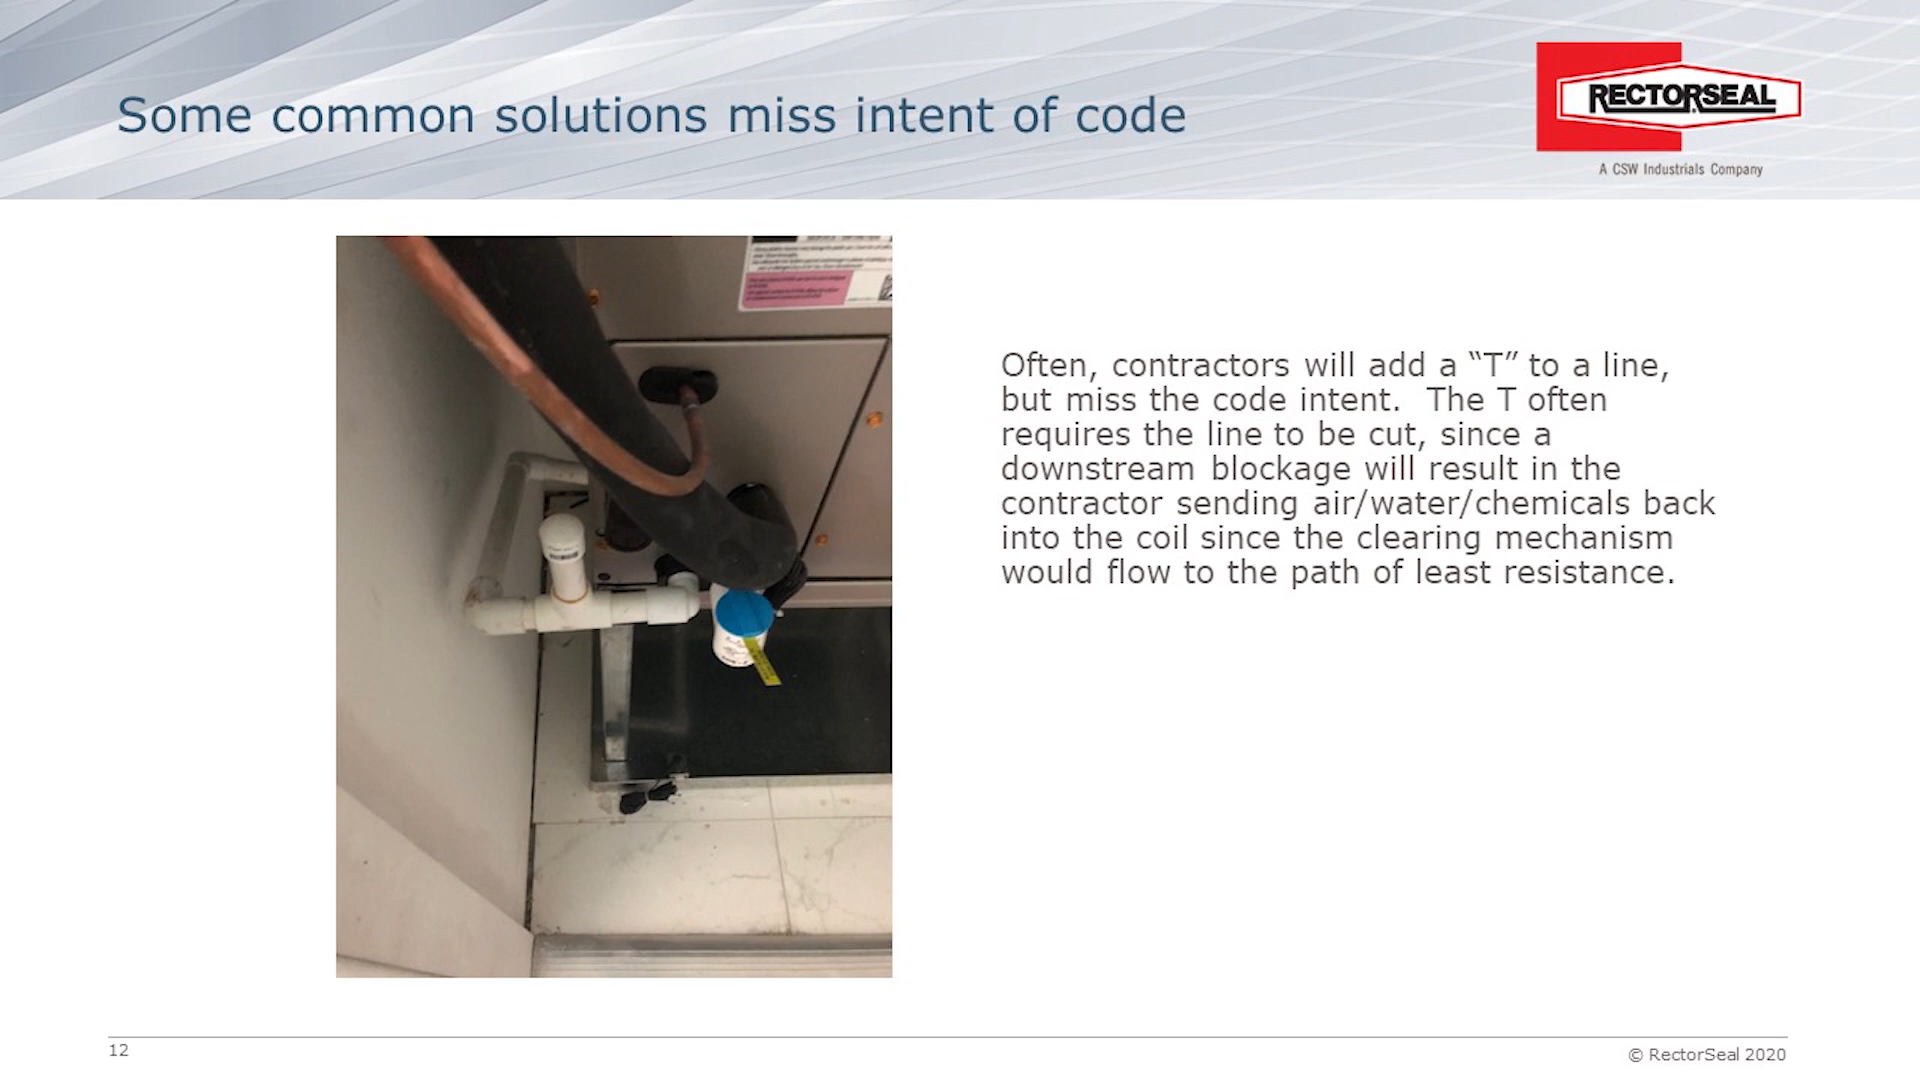 Some common solutions miss intent of code
RECTORSEAL
A CSW Industrials Company
Often, contractors will add a “T” to a line,
but miss the code intent.  The T often
requires the line to be cut, since a
downstream blockage will result in the
contractor sending air/water/chemicals back
into the coil since the clearing mechanism
would flow to the path of least resistance.
12
© RectorSeal 2020